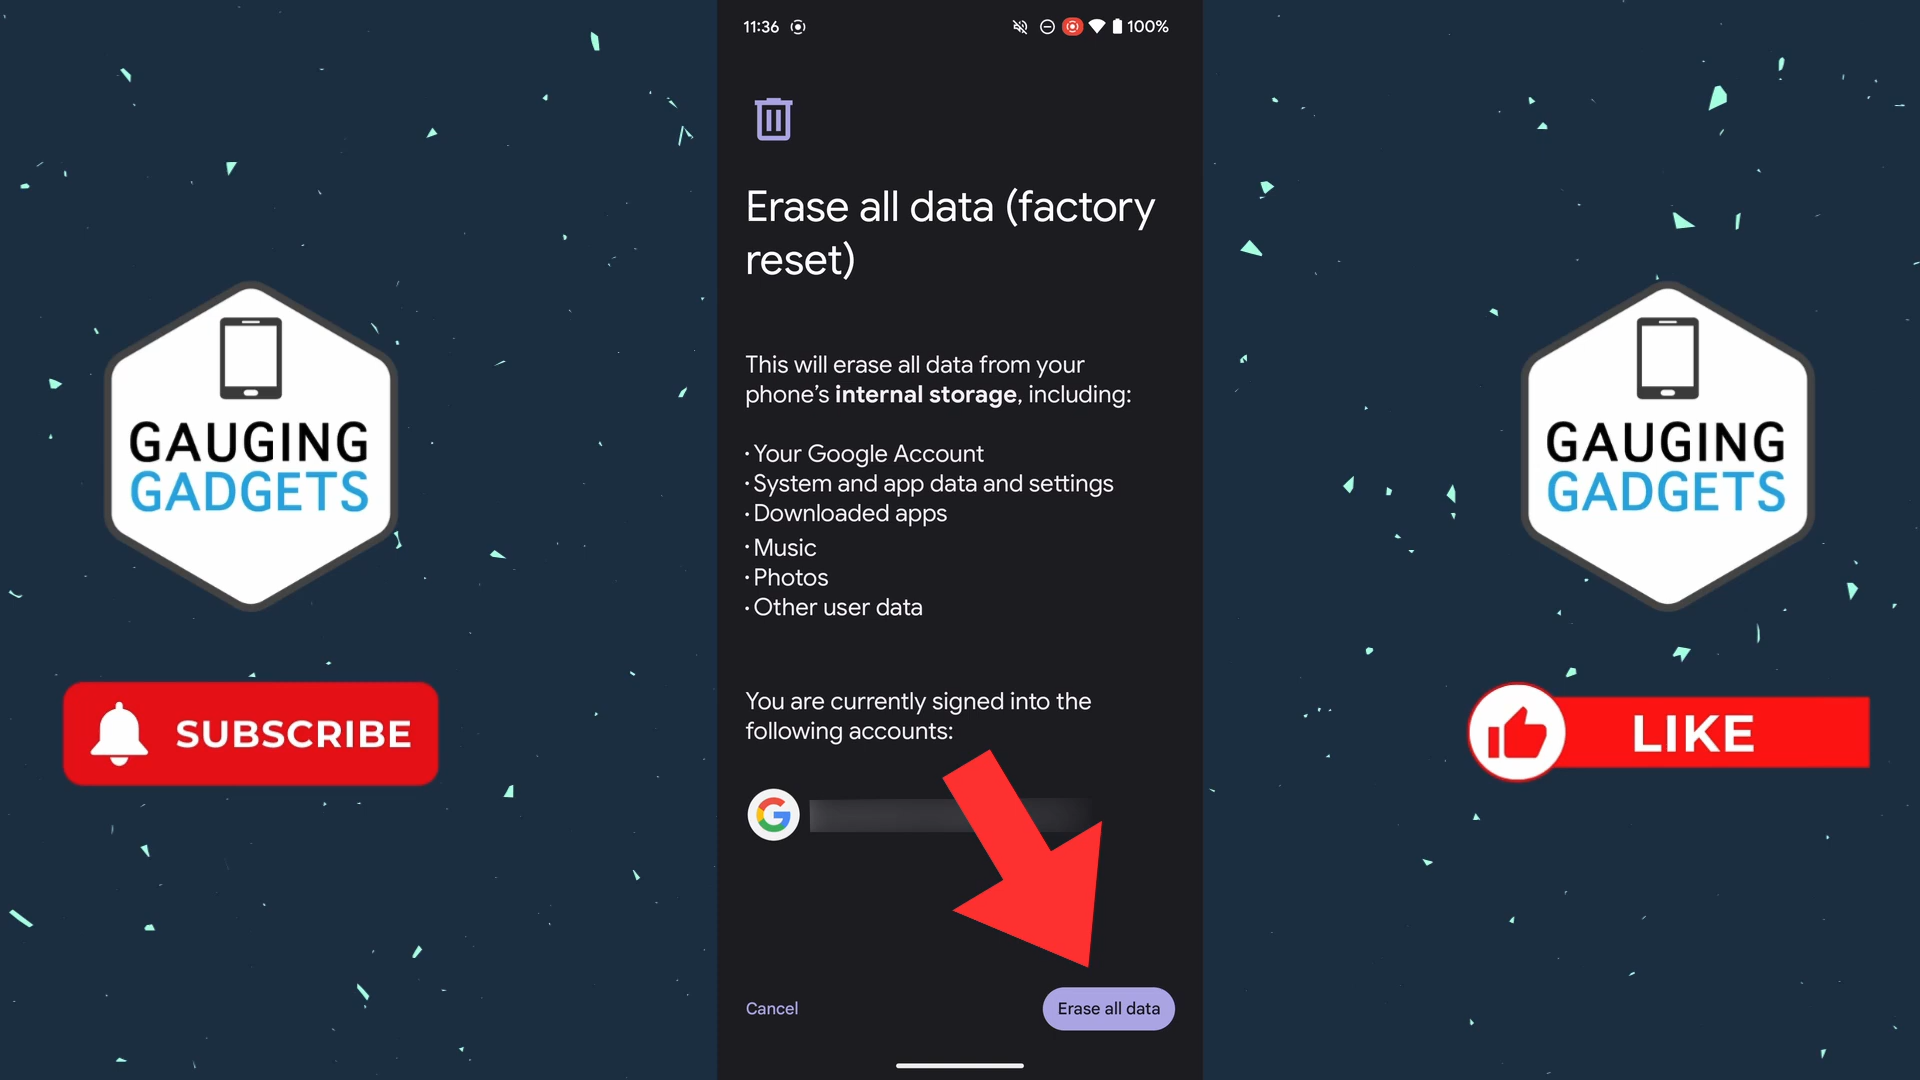 11:36
100%
Erase all data (factory
reset)
This will erase all data from your
phone's internal storage, including:
· Your Google Account
· System and app data and settings
· Downloaded apps
· Music
· Photos
· Other user data
You are currently signed into the
following accounts:
Cancel
Erase all data
GAUGING
GADGETS
SUBSCRIBE
GAUGING
GADGETS
LIKE